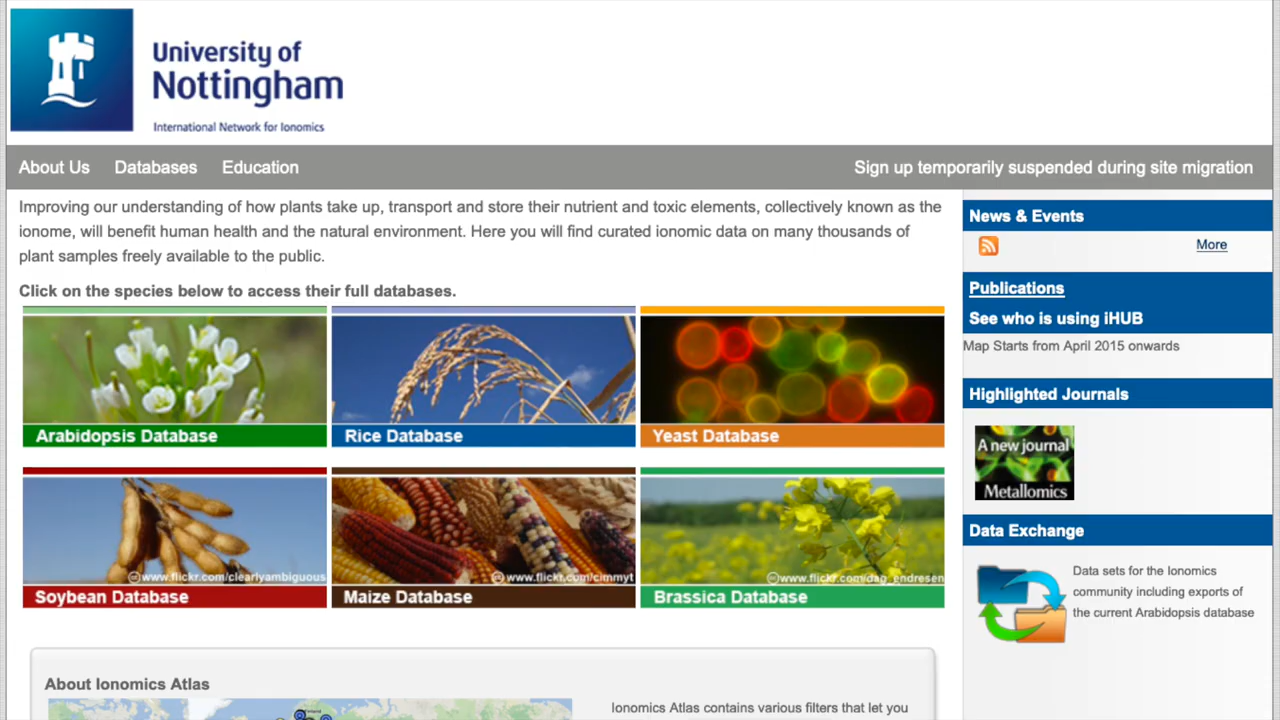 University of
Nottingham
International Network for Ionomics
About Us Databases Education Sign up temporarily suspended during site migration
Improving our understanding of how plants take up, transport and store their nutrient and toxic elements, collectively known as the
ionome, will benefit human health and the natural environment. Here you will find curated ionomic data on many thousands of
plant samples freely available to the public.
Click on the species below to access their full databases.
Arabidopsis Database
Rice Database
Yeast Database
www.flickr.com/clearlyambiguous
Soybean Database
www.flickr.com/cimmyt
Maize Database
www.flickr.com/dag_endresen
Brassica Database
About Ionomics Atlas
Ionomics Atlas contains various filters that let you
News & Events
More
Publications
See who is using iHUB
Map Starts from April 2015 onwards
Highlighted Journals
A new journal
Metallomics
Data Exchange
Data sets for the Ionomics
community including exports of
the current Arabidopsis database